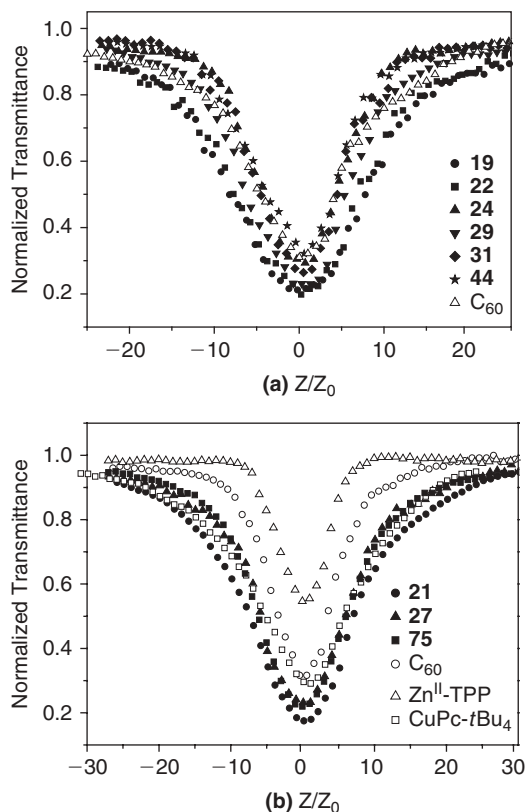 Normalized Transmittance
1.0
0.8
0.6
0.4
0.2
19
22
24
29
31
44
C₆₀
−20 −10 0 10 20
(a) Z/Z₀
Normalized Transmittance
1.0
0.8
0.6
0.4
0.2
21
27
75
C₆₀
Znᴵᴵ-TPP
CuPc-tBu₄
−30 −20 −10 0 10 20 30
(b) Z/Z₀